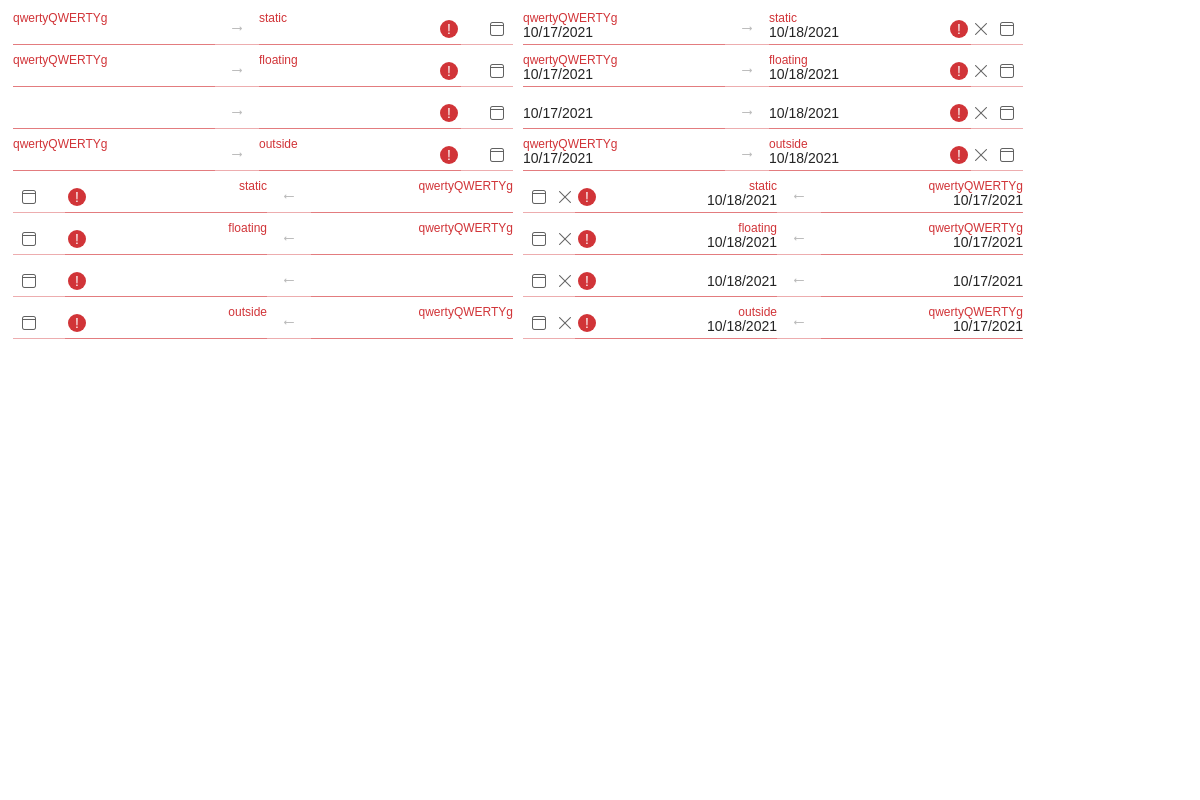 qwertyQWERTYg → static ! qwertyQWERTYg → static !
10/17/2021 10/18/2021
qwertyQWERTYg → floating ! qwertyQWERTYg → floating !
10/17/2021 10/18/2021
→ ! 10/17/2021 → 10/18/2021 !
qwertyQWERTYg → outside ! qwertyQWERTYg → outside !
10/17/2021 10/18/2021
! static ← qwertyQWERTYg ! static ← qwertyQWERTYg
10/18/2021 10/17/2021
! floating ← qwertyQWERTYg ! floating ← qwertyQWERTYg
10/18/2021 10/17/2021
! ← ! 10/18/2021 ← 10/17/2021
! outside ← qwertyQWERTYg ! outside ← qwertyQWERTYg
10/18/2021 10/17/2021